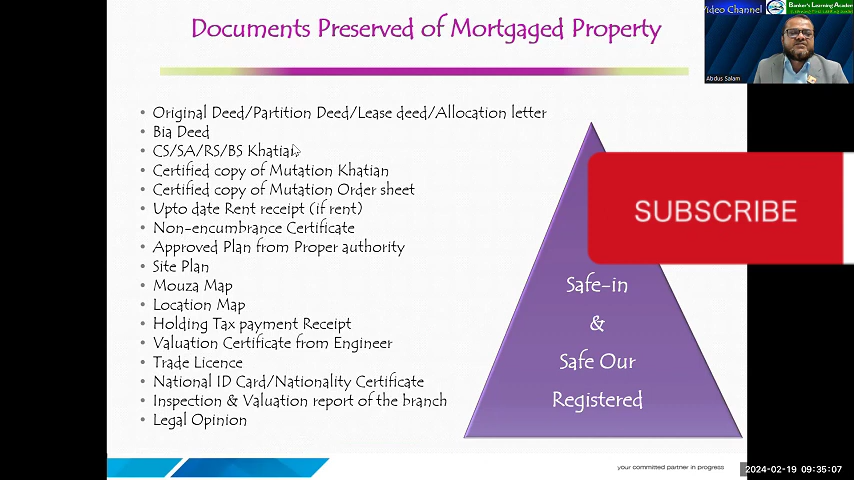 Documents Preserved of Mortgaged Property
Video Channel
Banker's Learning Academ
Abdus Salam
Original Deed/Partition Deed/Lease deed/Allocation letter
Bia Deed
CS/SA/RS/BS Khatian
Certified copy of Mutation Khatian
Certified copy of Mutation Order sheet
Upto date Rent receipt (if rent)
Non-encumbrance Certificate
Approved Plan from Proper authority
Site Plan
Mouza Map
Location Map
Holding Tax payment Receipt
Valuation Certificate from Engineer
Trade Licence
National ID Card/Nationality Certificate
Inspection & Valuation report of the branch
Legal Opinion
SUBSCRIBE
Safe-in
&
Safe Our
Registered
your committed partner in progress
2024-02-19 09:35:07